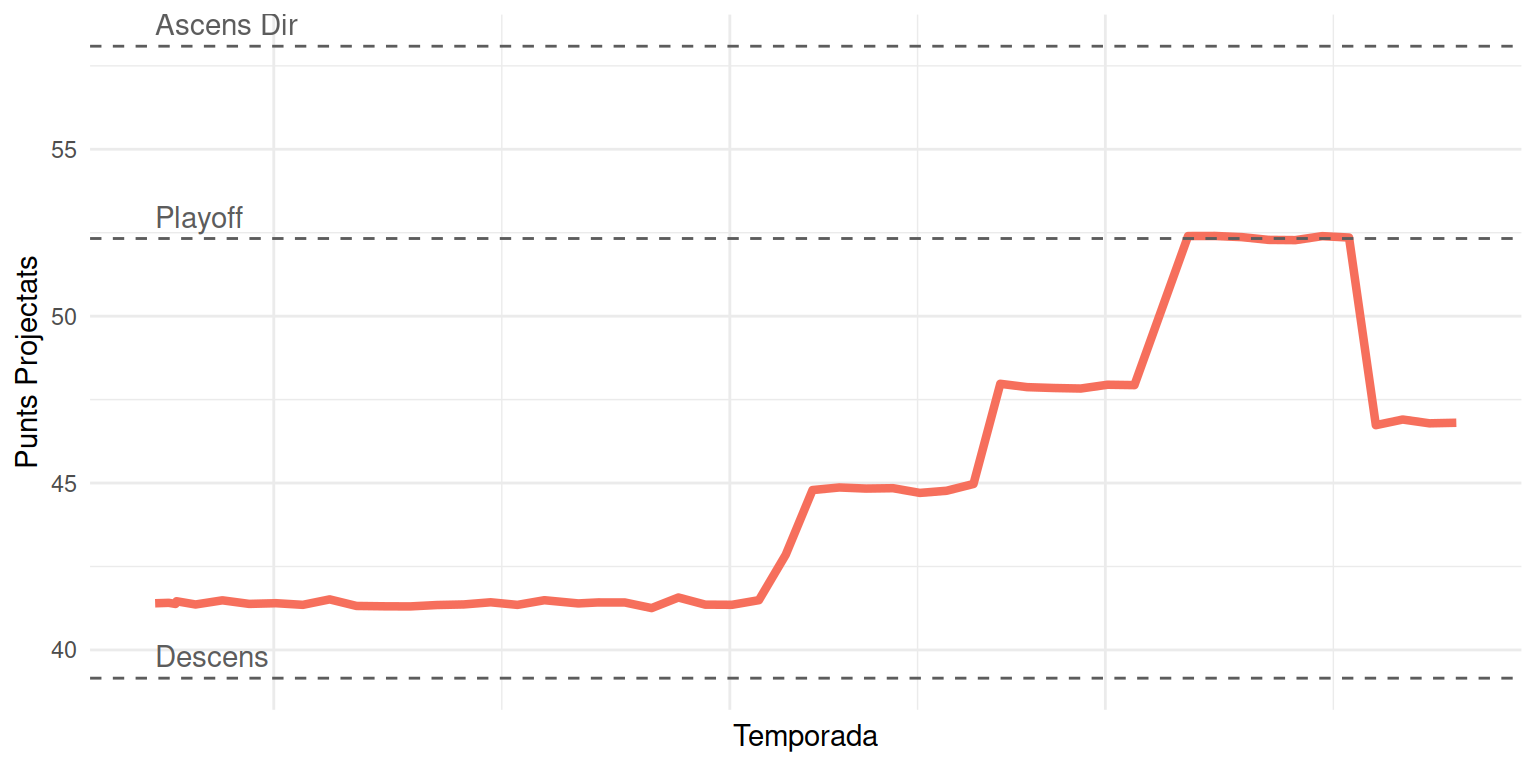 Ascens Dir
55
Playoff
50
45
40
Descens
Punts Projectats
Temporada